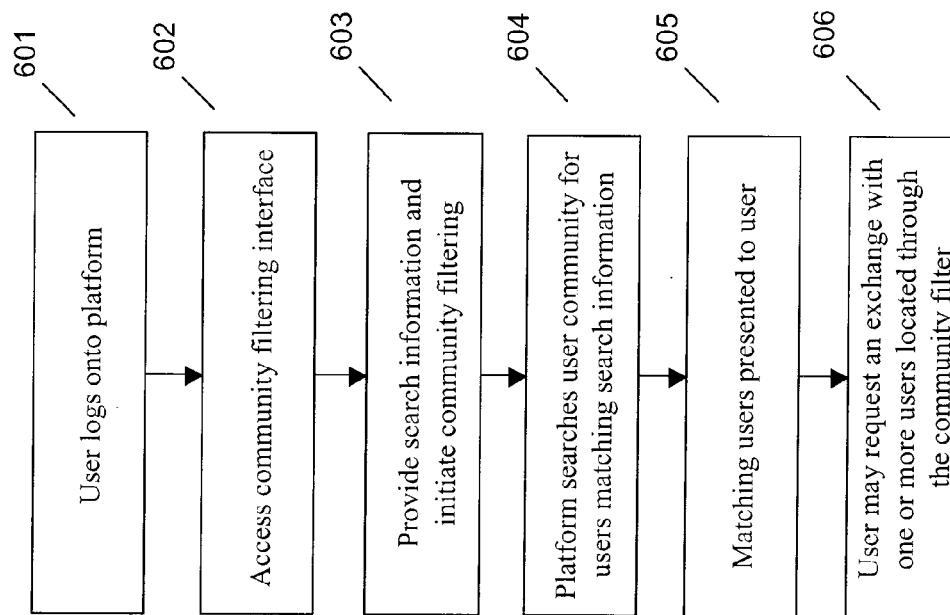 601
User logs onto platform
602
Access community filtering interface
603
Provide search information and
initiate community filtering
604
Platform searches user community for
users matching search information
605
Matching users presented to user
606
User may request an exchange with
one or more users located through
the community filter